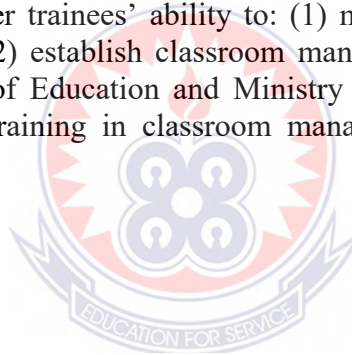 er trainees’ ability to: (1) m
2) establish classroom man
of Education and Ministry
raining in classroom mana
EDUCATION FOR SERVICE